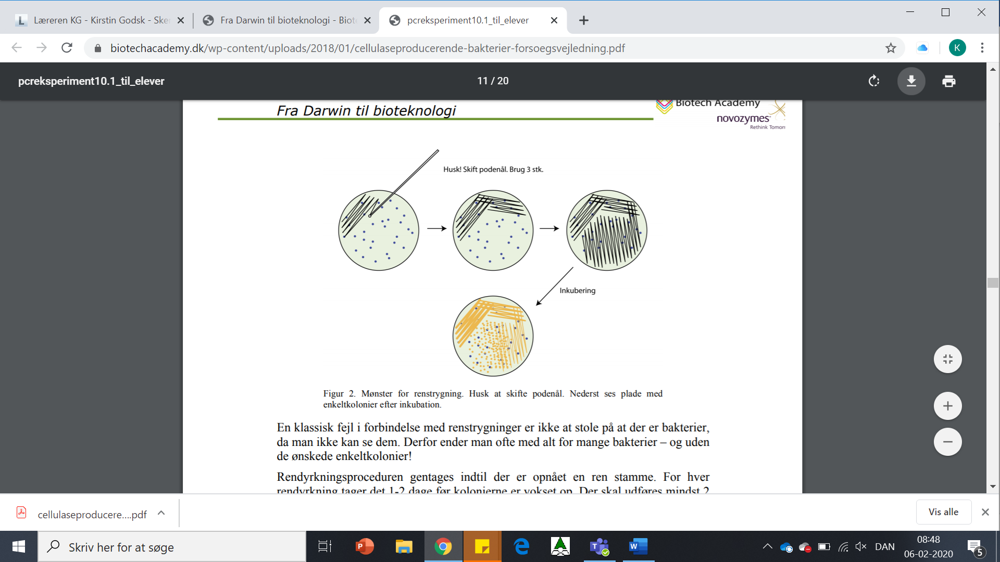 Læreren KG - Kirstin Godsk - Sker
Fra Darwin til bioteknologi - Biote
pcreksperiment10.1_til_elever
biotechacademy.dk/wp-content/uploads/2018/01/cellulaseproducerende-bakterier-forsoegsvejledning.pdf
K
pcreksperiment10.1_til_elever
11 / 20
Fra Darwin til bioteknologi
Biotech Academy
novozymes
Rethink Tomorr
Husk! Skift podenål. Brug 3 stk.
Inkubering
Figur 2. Mønster for renstrygning. Husk at skifte podenål. Nederst ses plade med
enkeltkolonier efter inkubation.
En klassisk fejl i forbindelse med renstrygninger er ikke at stole på at der er bakterier,
da man ikke kan se dem. Derfor ender man ofte med alt for mange bakterier – og uden
de ønskede enkeltkolonier!
Rendyrkningsproceduren gentages indtil der er opnået en ren stamme. For hver
rendyrkning tager det 1-2 dage før kolonierne er vokset op. Der skal udføres mindst 2
cellulaseproducere....pdf
Vis alle
Skriv her for at søge
DAN
08:48
06-02-2020
5